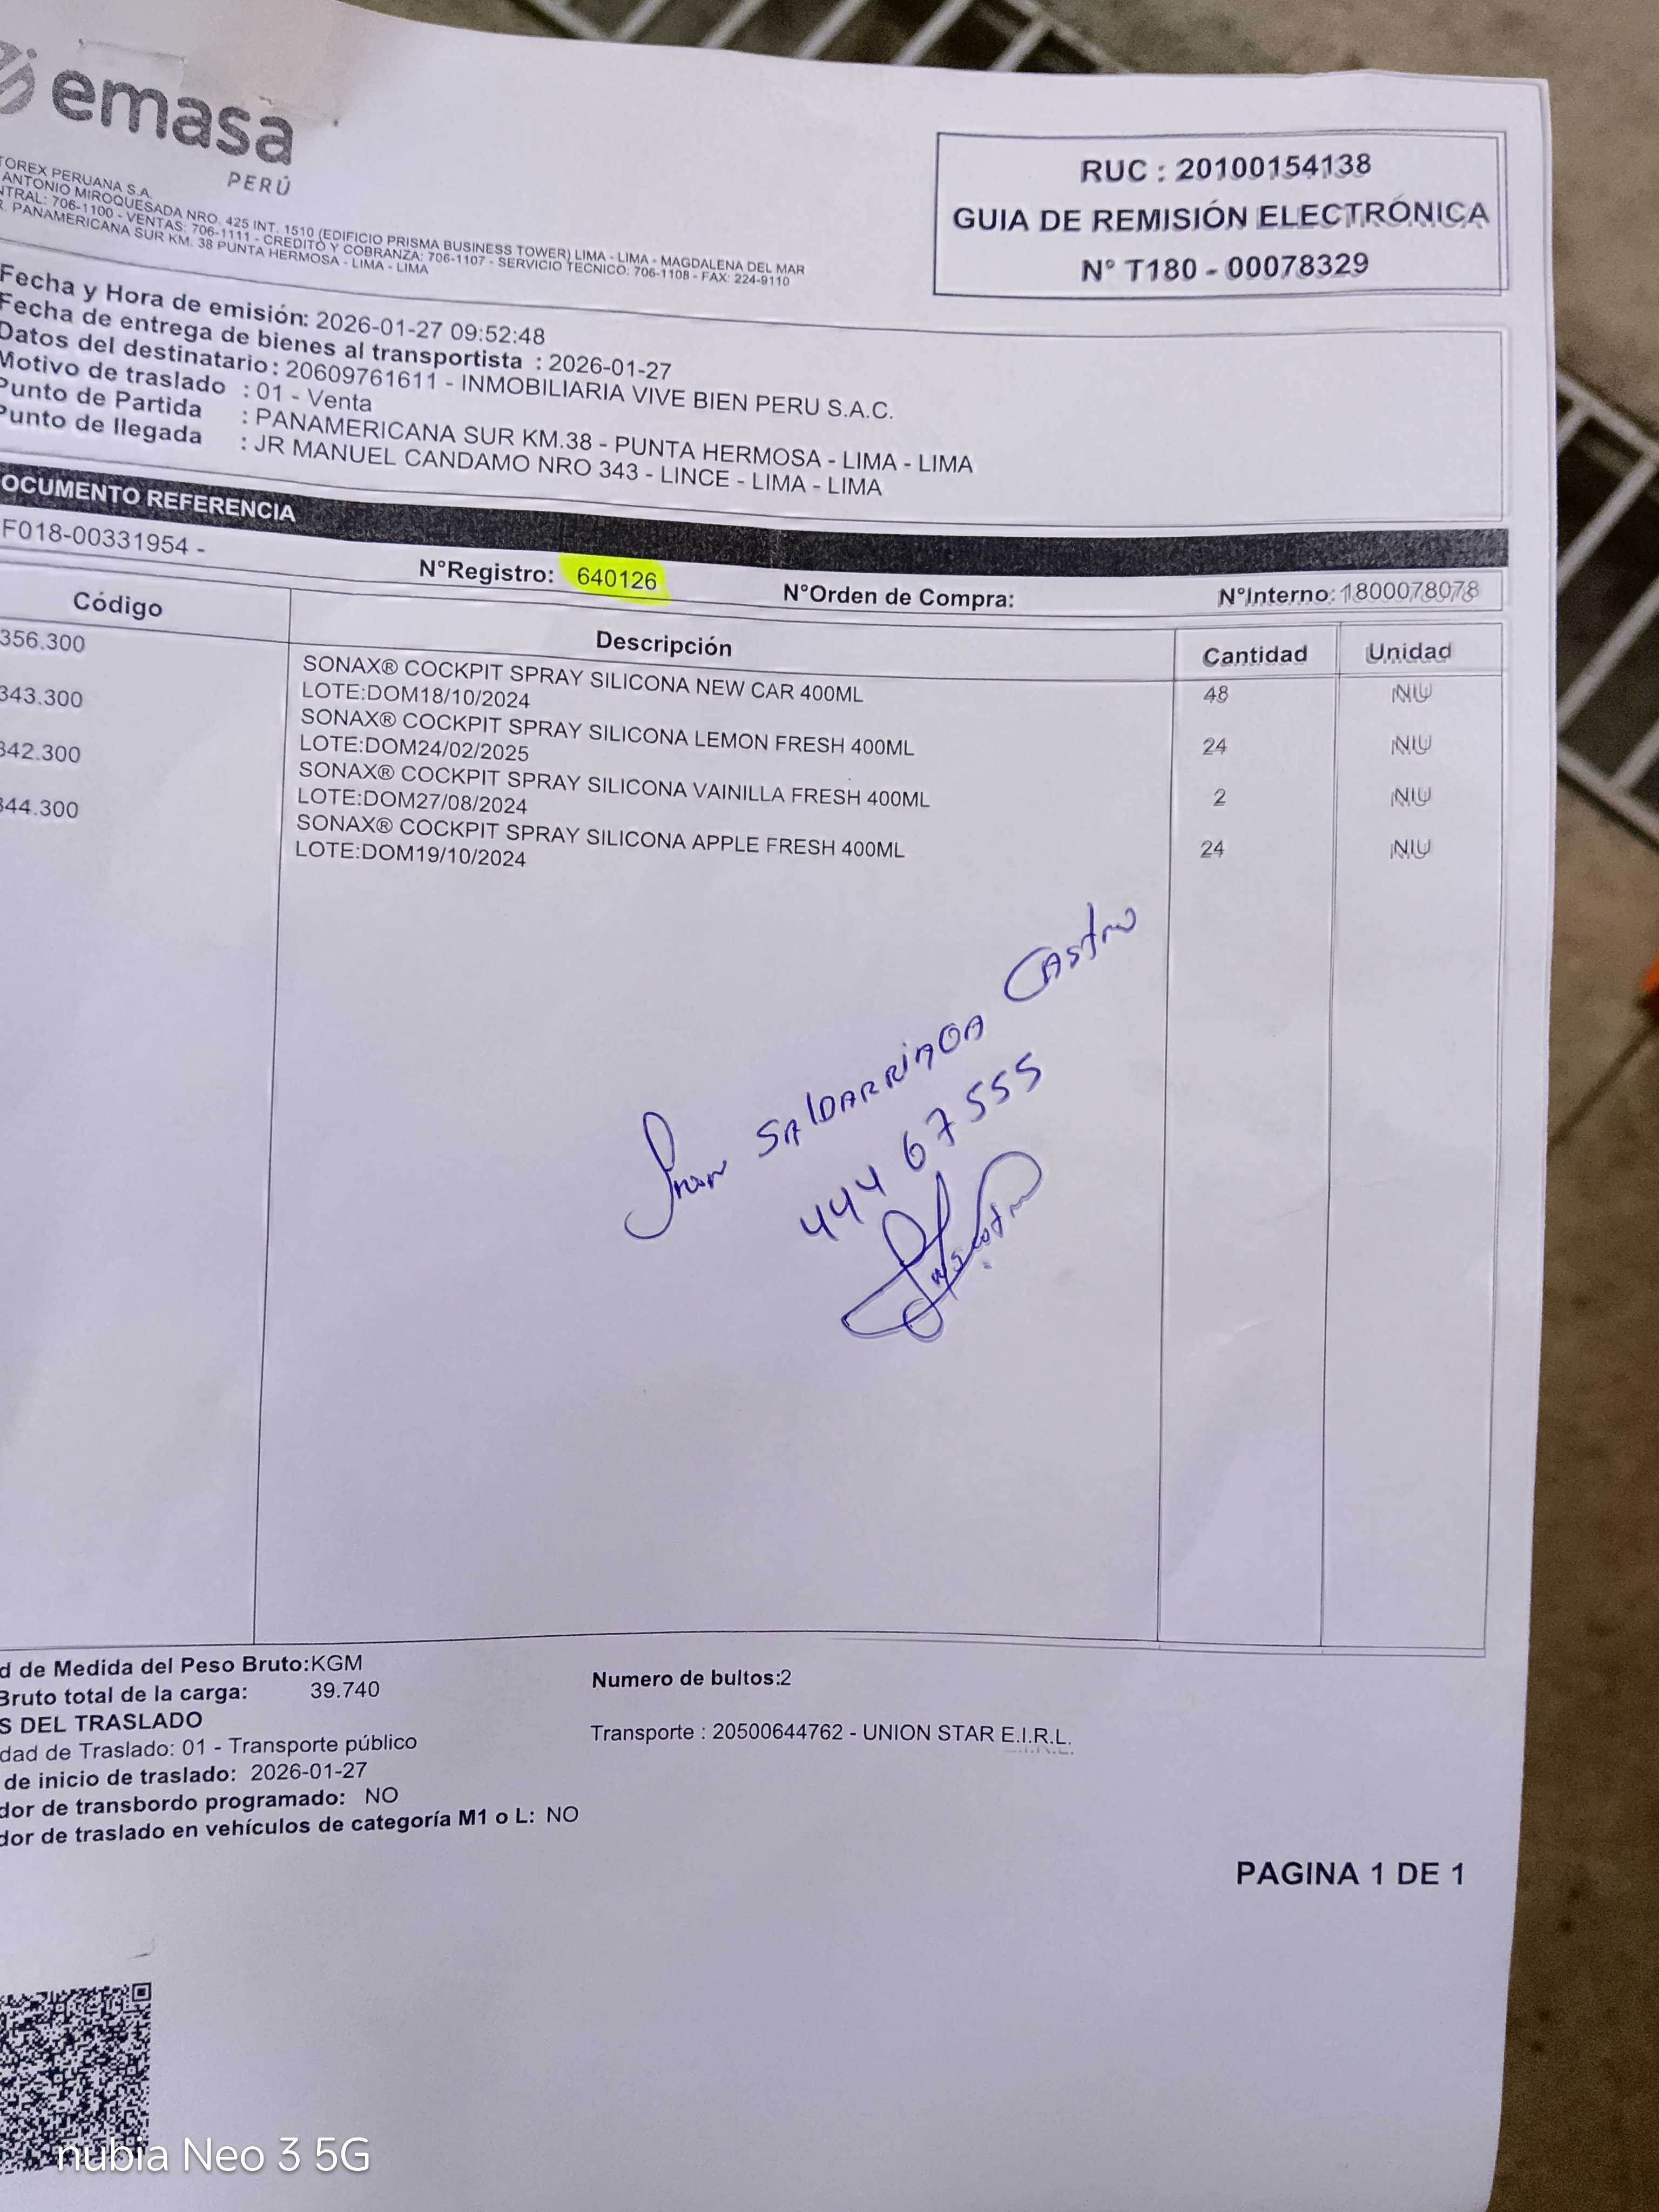 emasa
PERÚ
TOREX PERUANA S.A.
ANTONIO MIROQUESADA NRO. 425 INT. 1510 (EDIFICIO PRISMA BUSINESS TOWER) LIMA - LIMA - MAGDALENA DEL MAR
NTRAL: 706-1100 - VENTAS: 706-1111 - CREDITO Y COBRANZA: 706-1107 - SERVICIO TECNICO: 706-1108 - FAX: 224-9110
R. PANAMERICANA SUR KM. 38 PUNTA HERMOSA - LIMA - LIMA
RUC : 20100154138
GUIA DE REMISIÓN ELECTRÓNICA
N° T180 - 00078329
Fecha y Hora de emisión: 2026-01-27 09:52:48
Fecha de entrega de bienes al transportista : 2026-01-27
Datos del destinatario : 20609761611 - INMOBILIARIA VIVE BIEN PERU S.A.C.
Motivo de traslado : 01 - Venta
Punto de Partida : PANAMERICANA SUR KM.38 - PUNTA HERMOSA - LIMA - LIMA
Punto de llegada : JR MANUEL CANDAMO NRO 343 - LINCE - LIMA - LIMA
OCUMENTO REFERENCIA
F018-00331954 - N°Registro: 640126 N°Orden de Compra: N°Interno: 1800078078
Código Descripción Cantidad Unidad
356.300 SONAX® COCKPIT SPRAY SILICONA NEW CAR 400ML 48 NIU
LOTE:DOM18/10/2024
343.300 SONAX® COCKPIT SPRAY SILICONA LEMON FRESH 400ML 24 NIU
LOTE:DOM24/02/2025
342.300 SONAX® COCKPIT SPRAY SILICONA VAINILLA FRESH 400ML 2 NIU
LOTE:DOM27/08/2024
344.300 SONAX® COCKPIT SPRAY SILICONA APPLE FRESH 400ML 24 NIU
LOTE:DOM19/10/2024
SALDARRIAGA CASTRO
444 67555
d de Medida del Peso Bruto:KGM
Bruto total de la carga: 39.740
Numero de bultos:2
S DEL TRASLADO
dad de Traslado: 01 - Transporte público
Transporte : 20500644762 - UNION STAR E.I.R.L.
de inicio de traslado: 2026-01-27
dor de transbordo programado: NO
dor de traslado en vehículos de categoría M1 o L: NO
PAGINA 1 DE 1
nubia Neo 3 5G